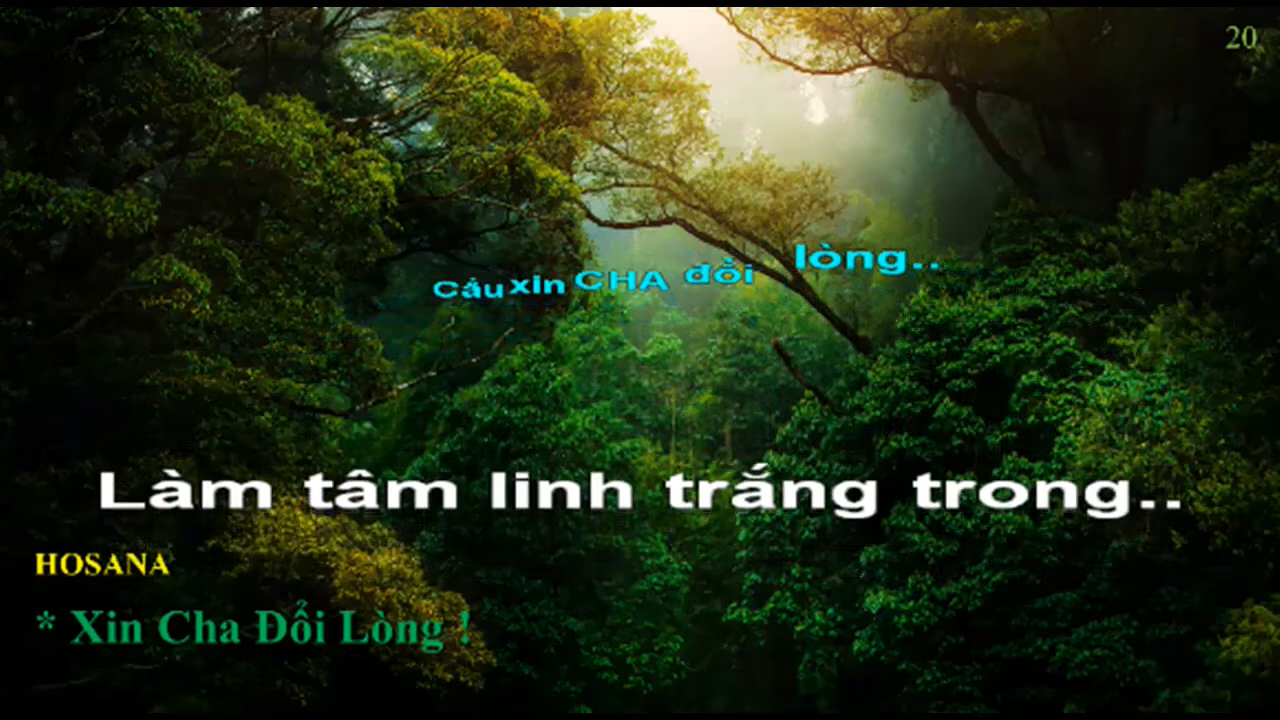 20
Cầu xin CHA đổi lòng..
Làm tâm linh trắng trong..
HOSANA
* Xin Cha Đổi Lòng !